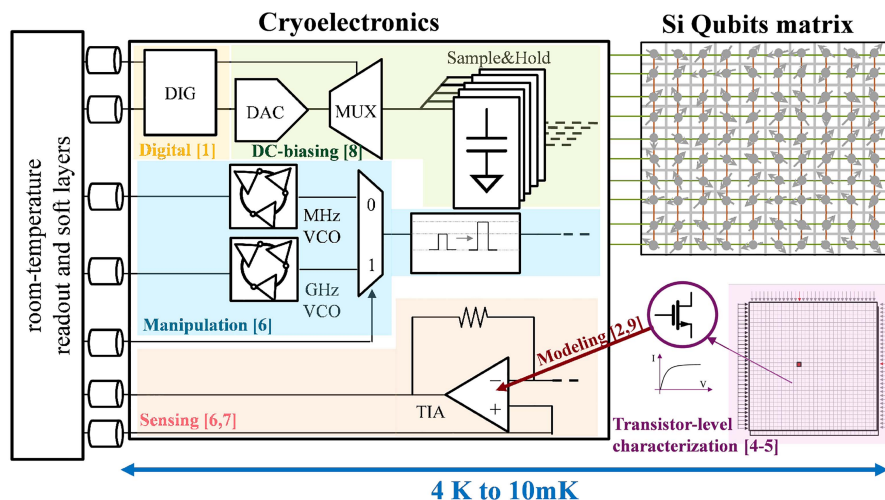 Cryoelectronics
Si Qubits matrix
room-temperature
readout and soft layers
DIG
DAC
MUX
Sample&Hold
Digital [1]
DC-biasing [8]
MHz
VCO
GHz
VCO
0
1
Manipulation [6]
Sensing [6,7]
TIA
−
+
Modeling [2,9]
I
V
Transistor-level
characterization [4-5]
4 K to 10mK